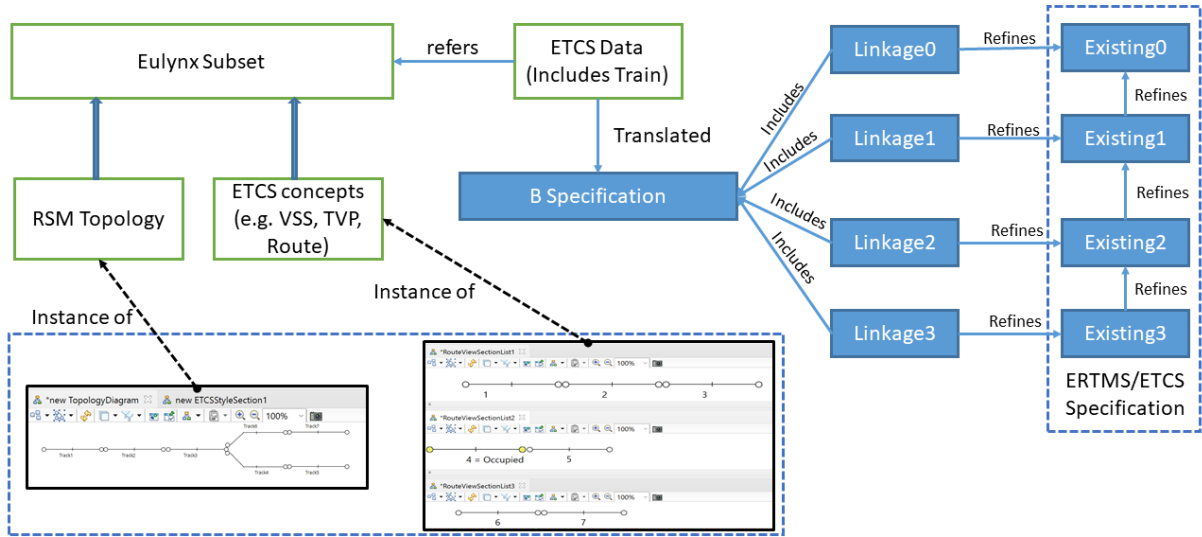 Eulynx Subset
refers
ETCS Data
(Includes Train)
Translated
B Specification
RSM Topology
ETCS concepts
(e.g. VSS, TVP,
Route)
Instance of
Instance of
Linkage0
Refines
Existing0
Includes
Refines
Linkage1
Refines
Existing1
Includes
Refines
Linkage2
Refines
Existing2
Includes
Refines
Linkage3
Refines
Existing3
Includes
ERTMS/ETCS
Specification
*new TopologyDiagram
new ETCSStyleSection1
100%
Track1
Track2
Track3
Track6
Track7
Track4
Track5
*RouteViewSectionList1
100%
1
2
3
*RouteViewSectionList2
100%
4 = Occupied
5
*RouteViewSectionList3
100%
6
7